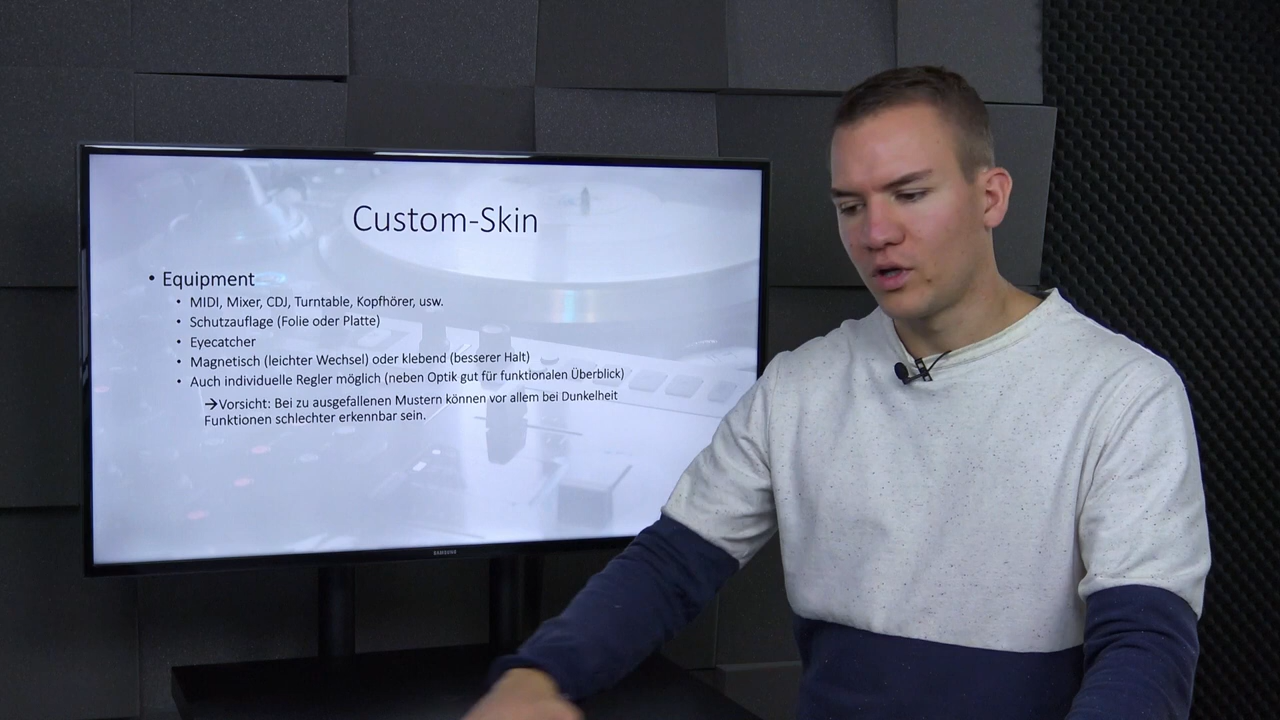 Custom-Skin
• Equipment
• MIDI, Mixer, CDJ, Turntable, Kopfhörer, usw.
• Schutzauflage (Folie oder Platte)
• Eyecatcher
• Magnetisch (leichter Wechsel) oder klebend (besserer Halt)
• Auch individuelle Regler möglich (neben Optik gut für funktionalen Überblick)
→Vorsicht: Bei zu ausgefallenen Mustern können vor allem bei Dunkelheit
Funktionen schlechter erkennbar sein.
SAMSUNG